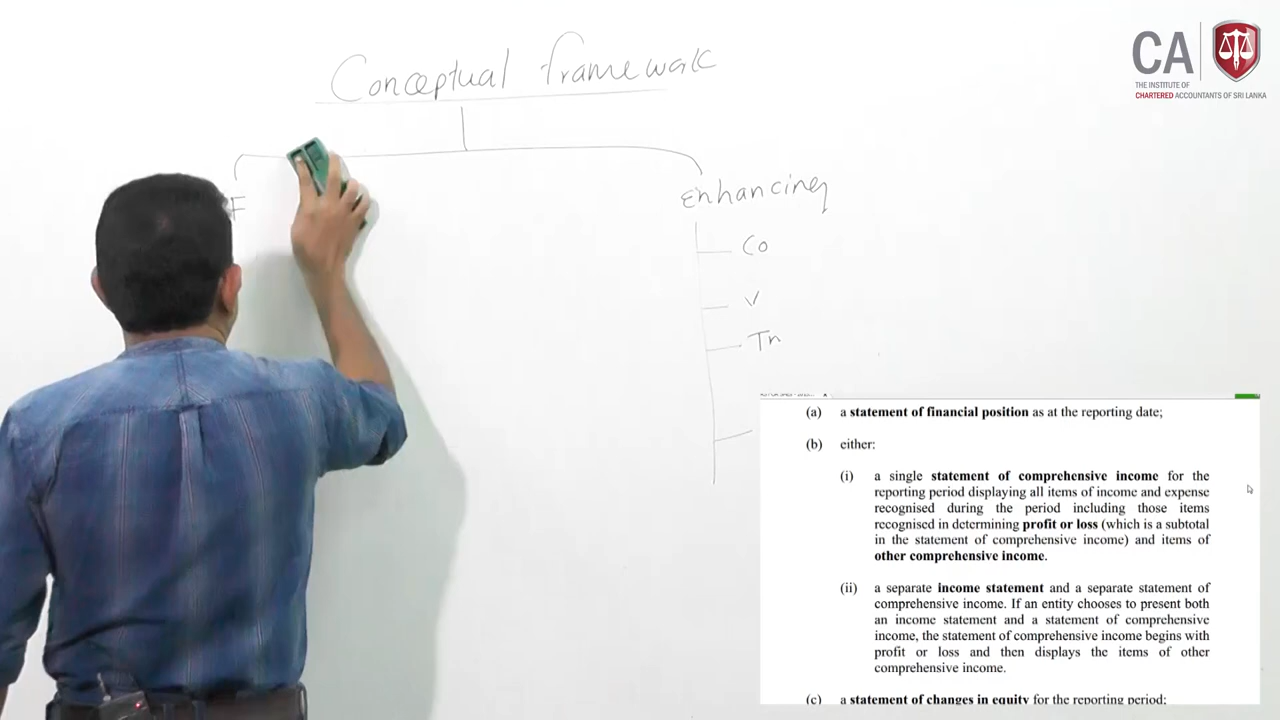 Conceptual framewak
CA
THE INSTITUTE OF
CHARTERED ACCOUNTANTS OF SRI LANKA
F
Enhancing
Co
V
Tn
(a) a statement of financial position as at the reporting date;
(b) either:
(i) a single statement of comprehensive income for the
reporting period displaying all items of income and expense
recognised during the period including those items
recognised in determining profit or loss (which is a subtotal
in the statement of comprehensive income) and items of
other comprehensive income.
(ii) a separate income statement and a separate statement of
comprehensive income. If an entity chooses to present both
an income statement and a statement of comprehensive
income, the statement of comprehensive income begins with
profit or loss and then displays the items of other
comprehensive income.
(c) a statement of changes in equity for the reporting period;